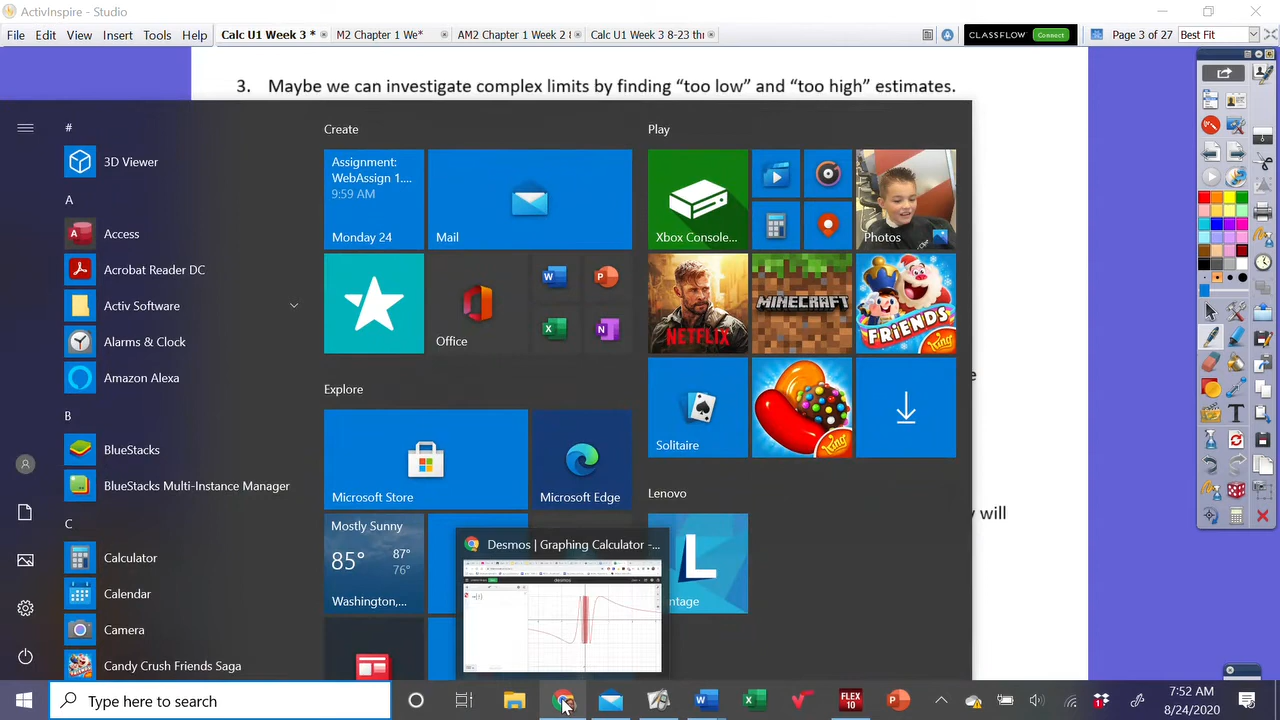 ActivInspire - Studio
File Edit View Insert Tools Help
Calc U1 Week 3 *
M2 Chapter 1 We*
AM2 Chapter 1 Week 2 8
Calc U1 Week 3 8-23 thr
CLASSFLOW Connect
Page 3 of 27
Best Fit
3. Maybe we can investigate complex limits by finding “too low” and “too high” estimates.
#
3D Viewer
A
Access
Acrobat Reader DC
Activ Software
Alarms & Clock
Amazon Alexa
B
BlueStacks
BlueStacks Multi-Instance Manager
C
Calculator
Calendar
Camera
Candy Crush Friends Saga
Create
Assignment:
WebAssign 1....
9:59 AM
Monday 24
Mail
Office
Explore
Microsoft Store
Microsoft Edge
Mostly Sunny
85°
87°
76°
Washington,...
Play
Xbox Console...
Photos
NETFLIX
MINECRAFT
FRIENDS
King
Solitaire
King
Lenovo
L
ntage
Desmos | Graphing Calculator -...
desmos
e
y will
Type here to search
FLEX
10
7:52 AM
8/24/2020